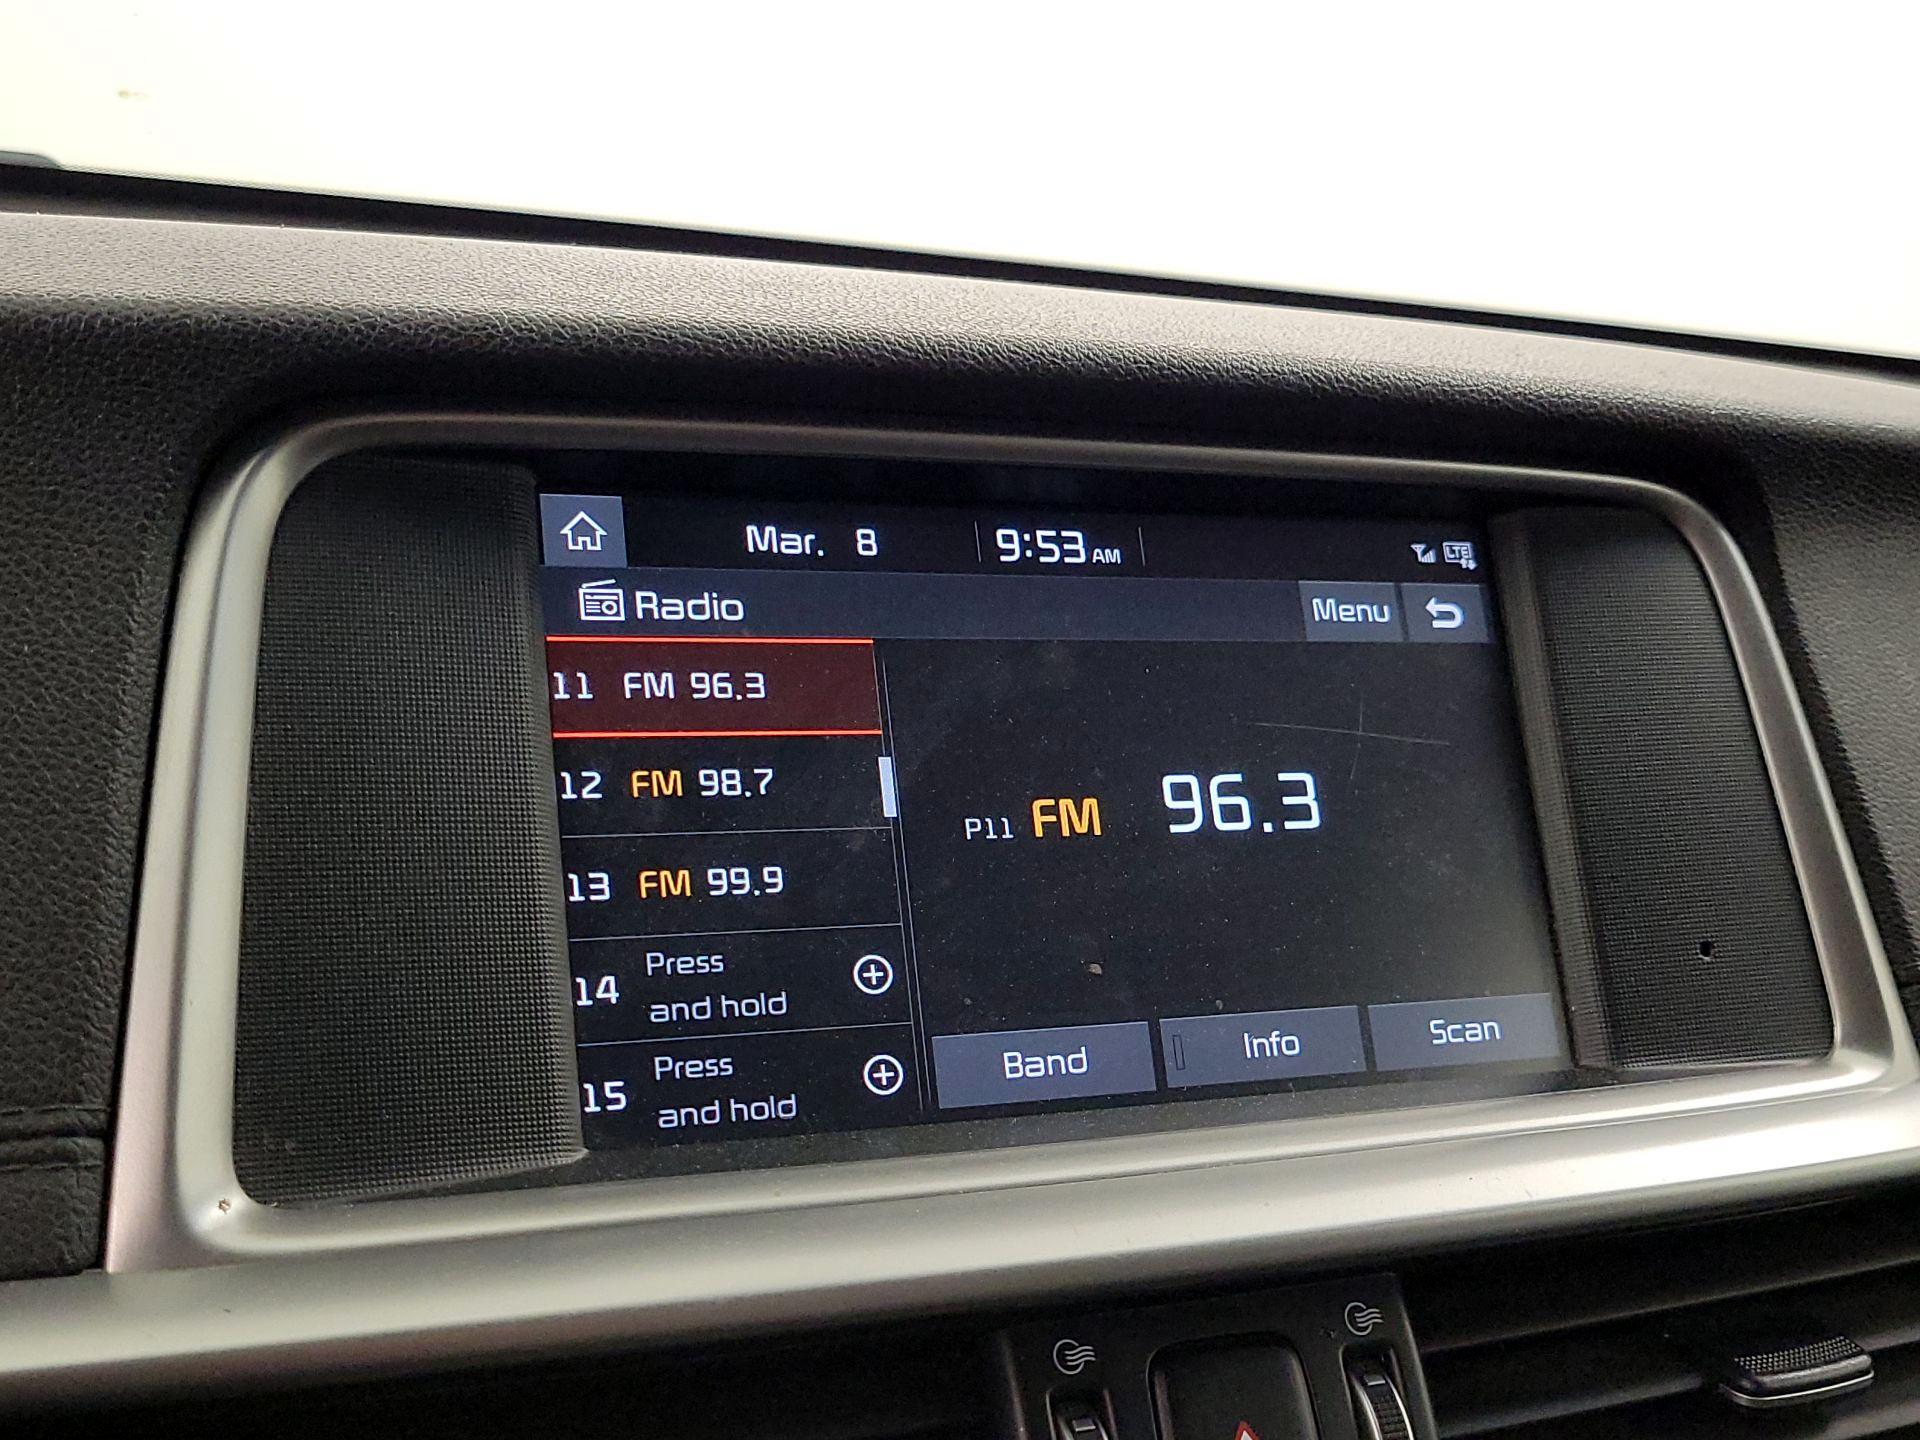 Mar. 8 9:53 AM LTE
Radio Menu
11 FM 96.3
12 FM 98.7
13 FM 99.9
14 Press
and hold
15 Press
and hold
P11 FM 96.3
Band Info Scan